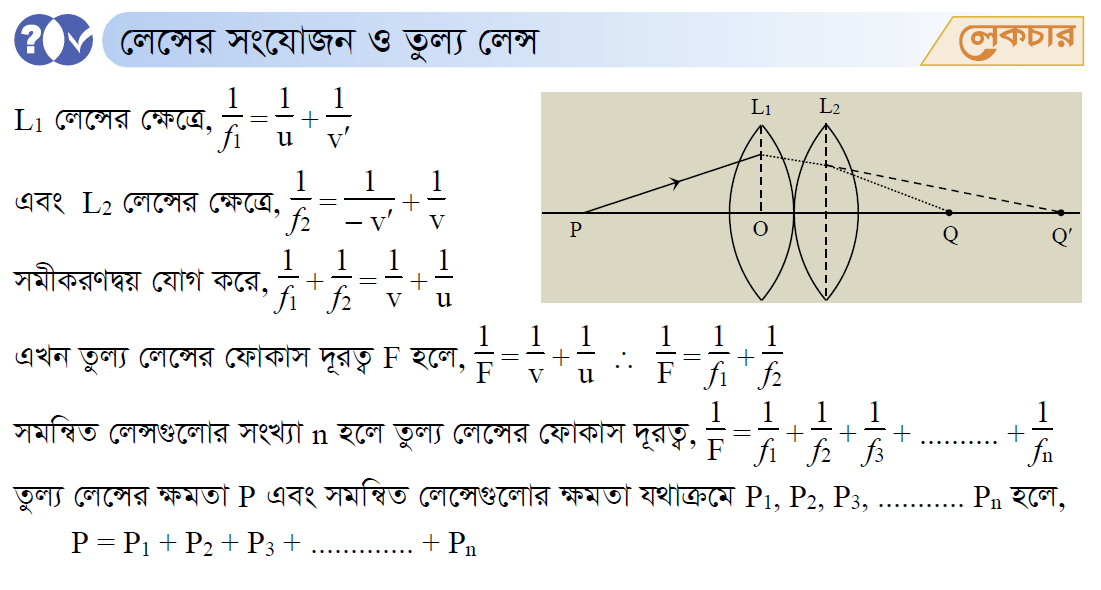 ?
লেন্সের সংযোজন ও তুল্য লেন্স
লেকচার
L₁ লেন্সের ক্ষেত্রে, 1/f₁ = 1/u + 1/v′
এবং L₂ লেন্সের ক্ষেত্রে, 1/f₂ = 1/− v′ + 1/v
সমীকরণদ্বয় যোগ করে, 1/f₁ + 1/f₂ = 1/v + 1/u
L₁ L₂
P O Q Q′
এখন তুল্য লেন্সের ফোকাস দূরত্ব F হলে, 1/F = 1/v + 1/u ∴ 1/F = 1/f₁ + 1/f₂
সমন্বিত লেন্সগুলোর সংখ্যা n হলে তুল্য লেন্সের ফোকাস দূরত্ব, 1/F = 1/f₁ + 1/f₂ + 1/f₃ + .......... + 1/fₙ
তুল্য লেন্সের ক্ষমতা P এবং সমন্বিত লেন্সেগুলোর ক্ষমতা যথাক্রমে P₁, P₂, P₃, ........... Pₙ হলে,
P = P₁ + P₂ + P₃ + ............. + Pₙ